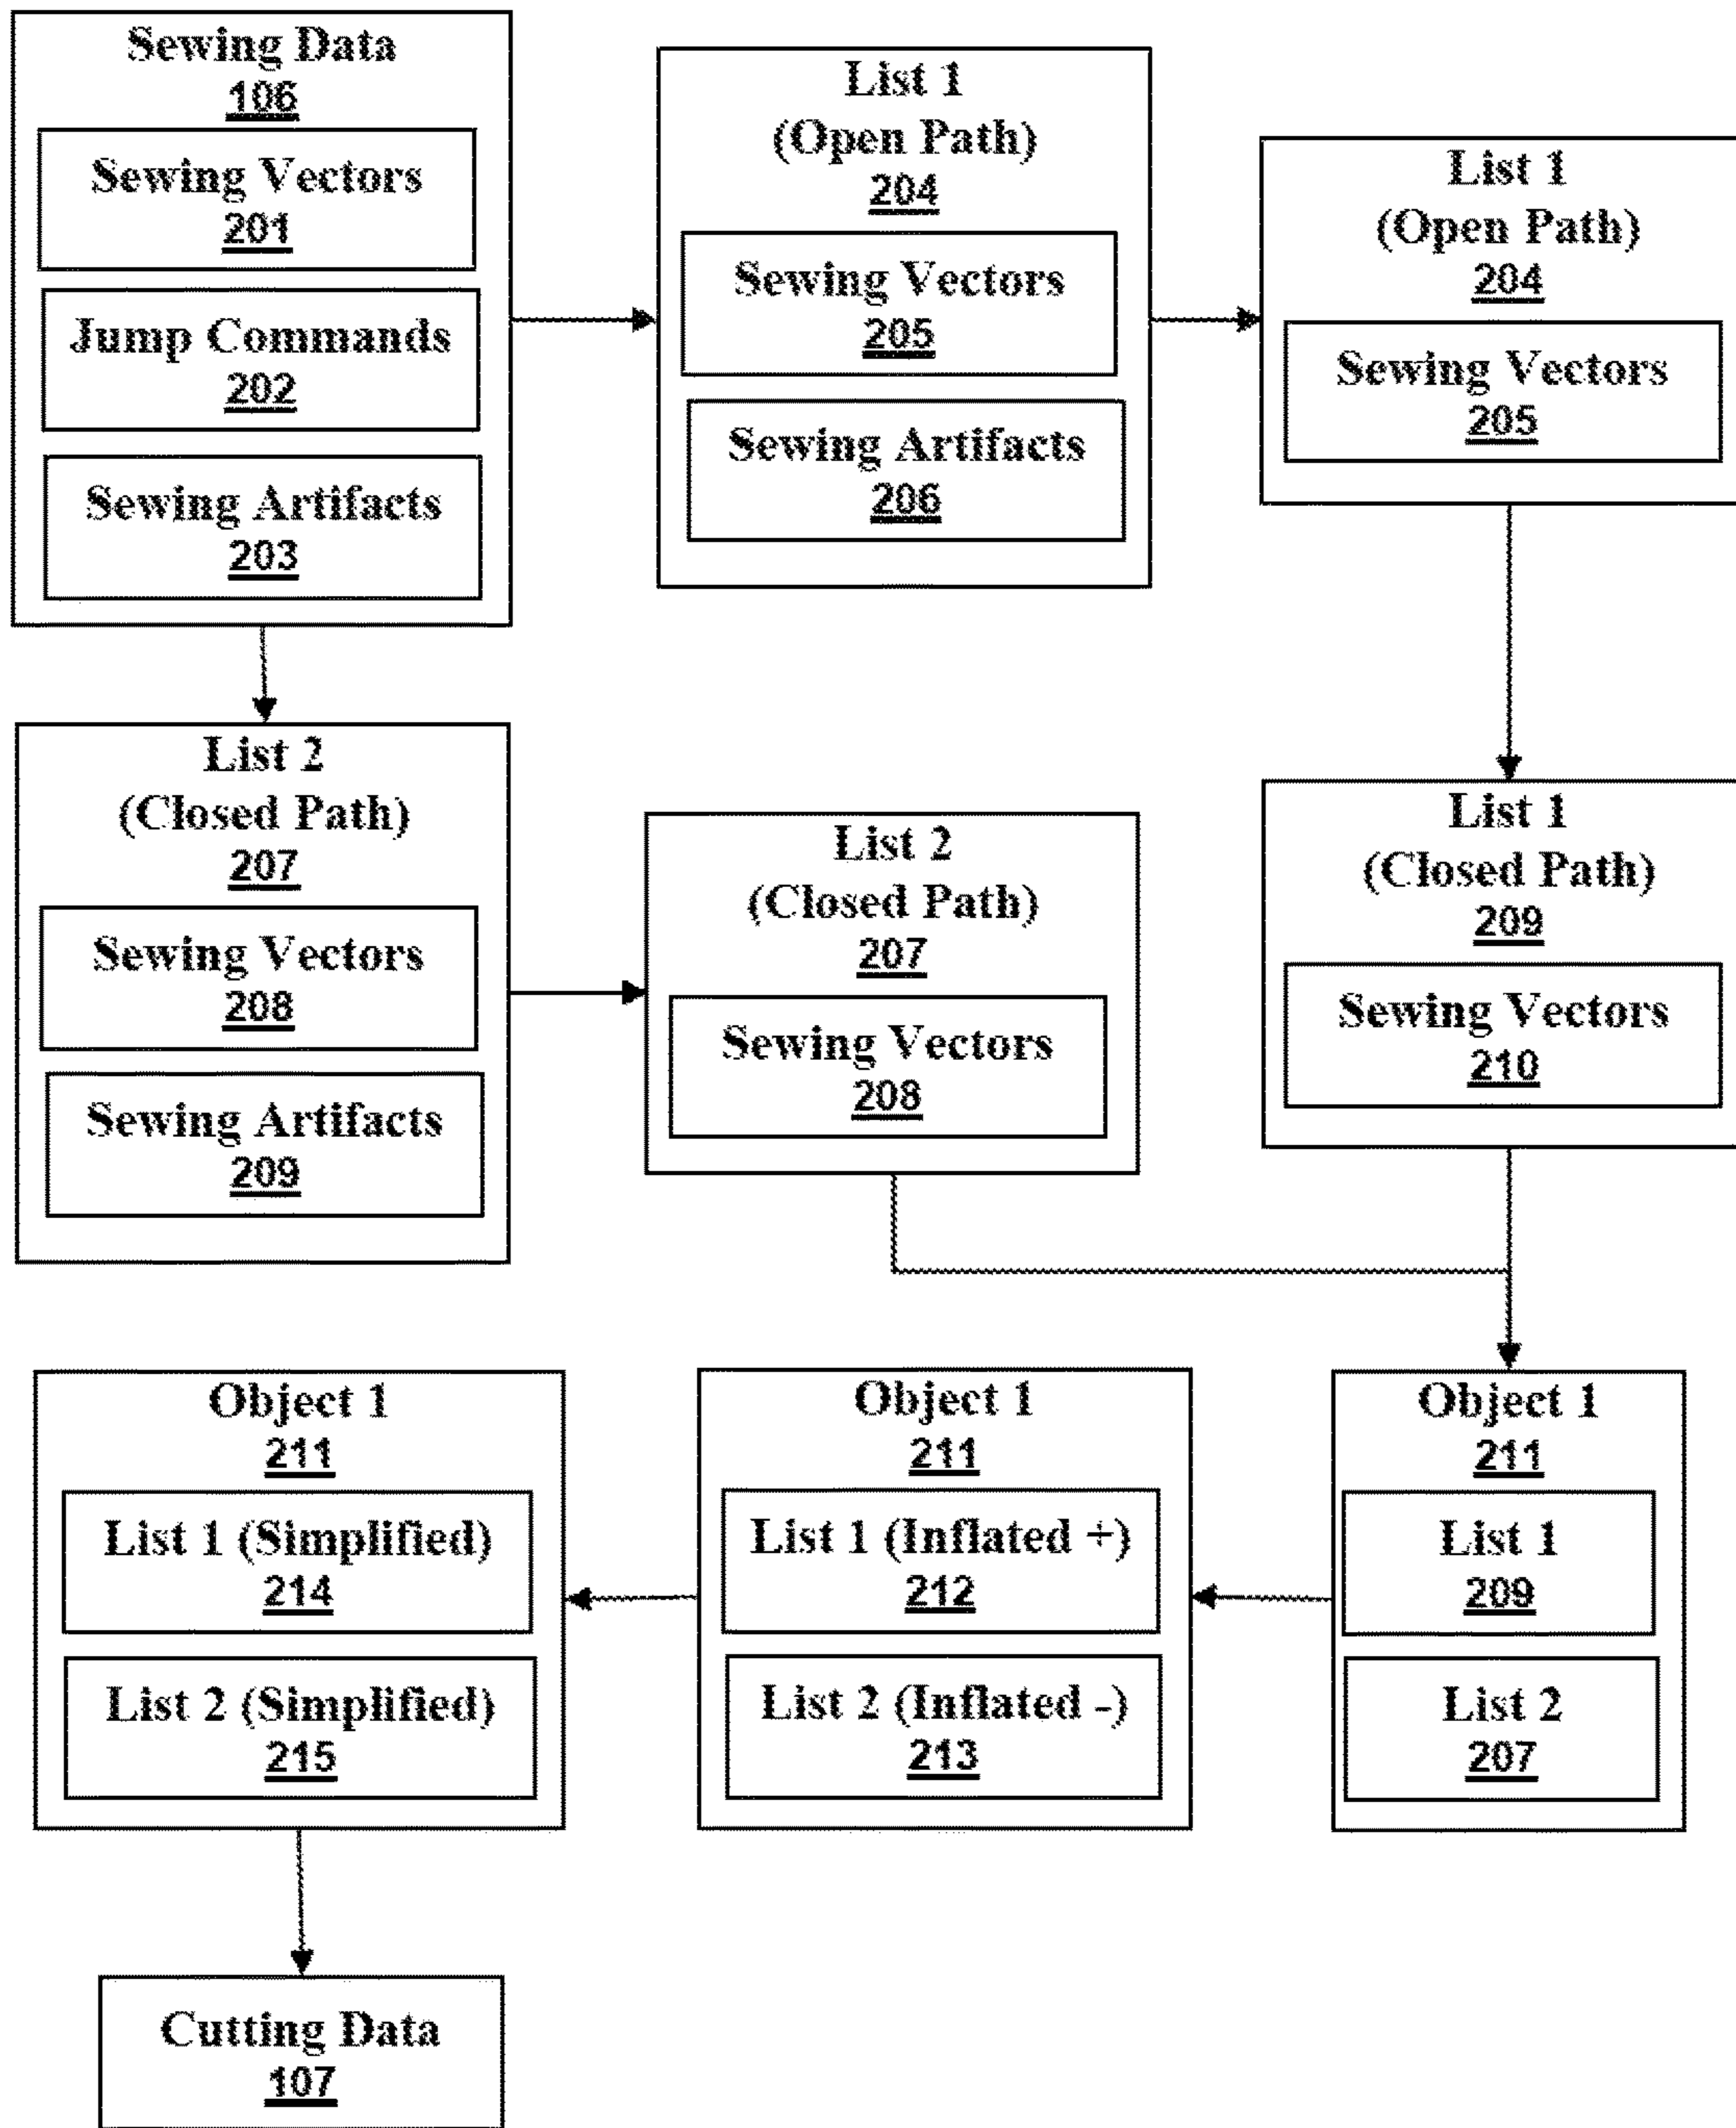 Sewing Data
106
Sewing Vectors
201
Jump Commands
202
Sewing Artifacts
203
List 1
(Open Path)
204
Sewing Vectors
205
Sewing Artifacts
206
List 1
(Open Path)
204
Sewing Vectors
205
List 2
(Closed Path)
207
Sewing Vectors
208
Sewing Artifacts
209
List 2
(Closed Path)
207
Sewing Vectors
208
List 1
(Closed Path)
209
Sewing Vectors
210
Object 1
211
List 1 (Simplified)
214
List 2 (Simplified)
215
Object 1
211
List 1 (Inflated +)
212
List 2 (Inflated -)
213
Object 1
211
List 1
209
List 2
207
Cutting Data
107